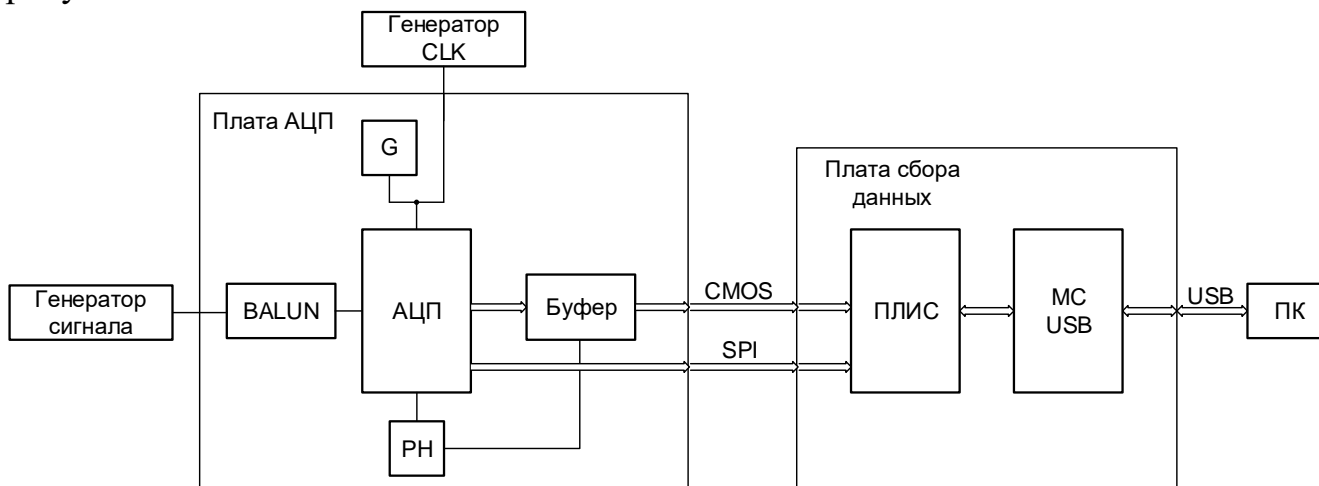 Генератор
CLK
Плата АЦП
G
Плата сбора
данных
Генератор
сигнала
BALUN
АЦП
Буфер
CMOS
SPI
ПЛИС
МС
USB
USB
ПК
РН